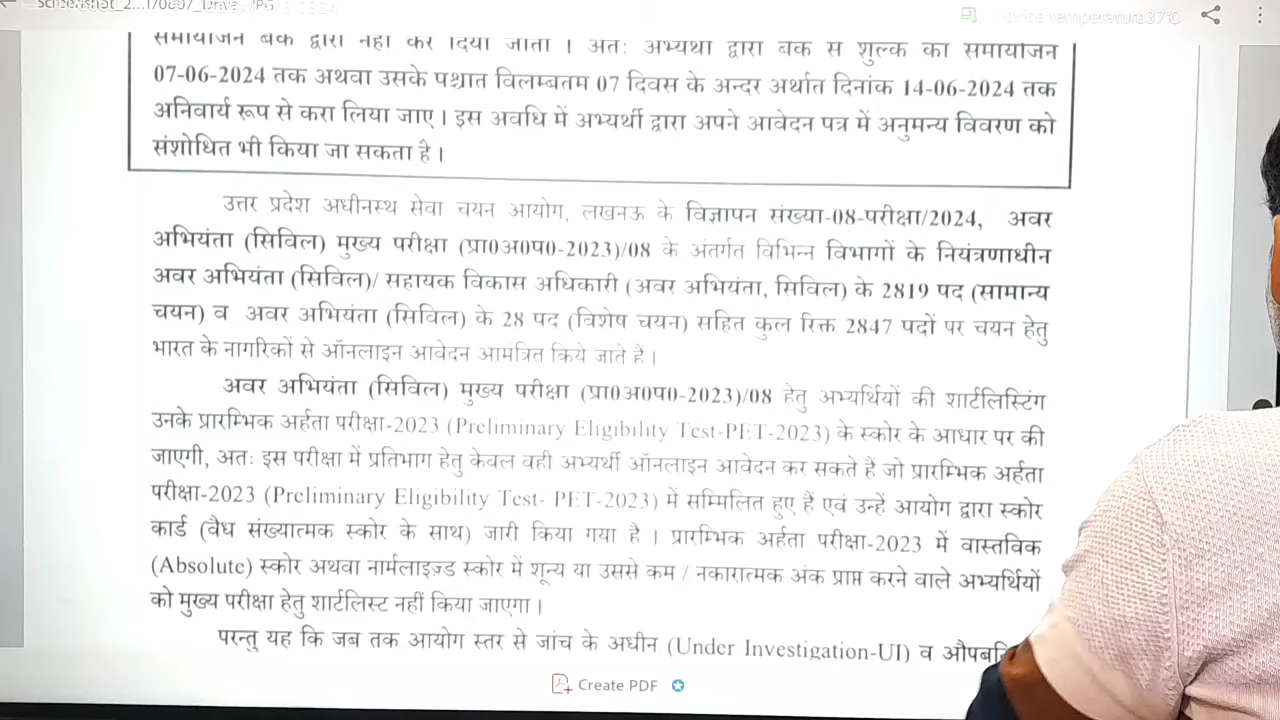 Screenshot_2...170807_Drive.JPG
Device temperature37°C
समायोजन बैंक द्वारा नहीं कर दिया जाता । अतः अभ्यर्थी द्वारा बैंक से शुल्क का समायोजन
07-06-2024 तक अथवा उसके पश्चात विलम्बतम 07 दिवस के अन्दर अर्थात दिनांक 14-06-2024 तक
अनिवार्य रूप से करा लिया जाए । इस अवधि में अभ्यर्थी द्वारा अपने आवेदन पत्र में अनुमन्य विवरण को
संशोधित भी किया जा सकता है ।
उत्तर प्रदेश अधीनस्थ सेवा चयन आयोग, लखनऊ के विज्ञापन संख्या-08-परीक्षा/2024, अवर
अभियंता (सिविल) मुख्य परीक्षा (प्रा0अ0प0-2023)/08 के अंतर्गत विभिन्न विभागों के नियंत्रणाधीन
अवर अभियंता (सिविल)/ सहायक विकास अधिकारी (अवर अभियंता, सिविल) के 2819 पद (सामान्य
चयन) व अवर अभियंता (सिविल) के 28 पद (विशेष चयन) सहित कुल रिक्त 2847 पदों पर चयन हेतु
भारत के नागरिकों से ऑनलाइन आवेदन आमंत्रित किये जाते हैं ।
अवर अभियंता (सिविल) मुख्य परीक्षा (प्रा0अ0प0-2023)/08 हेतु अभ्यर्थियों की शार्टलिस्टिंग
उनके प्रारम्भिक अर्हता परीक्षा-2023 (Preliminary Eligibility Test-PET-2023) के स्कोर के आधार पर की
जाएगी, अतः इस परीक्षा में प्रतिभाग हेतु केवल वही अभ्यर्थी ऑनलाइन आवेदन कर सकते हैं जो प्रारम्भिक अर्हता
परीक्षा-2023 (Preliminary Eligibility Test- PET-2023) में सम्मिलित हुए हैं एवं उन्हें आयोग द्वारा स्कोर
कार्ड (वैध संख्यात्मक स्कोर के साथ) जारी किया गया है । प्रारम्भिक अर्हता परीक्षा-2023 में वास्तविक
(Absolute) स्कोर अथवा नार्मलाइज़्ड स्कोर में शून्य या उससे कम / नकारात्मक अंक प्राप्त करने वाले अभ्यर्थियों
को मुख्य परीक्षा हेतु शार्टलिस्ट नहीं किया जाएगा ।
परन्तु यह कि जब तक आयोग स्तर से जांच के अधीन (Under Investigation-UI) व
Create PDF